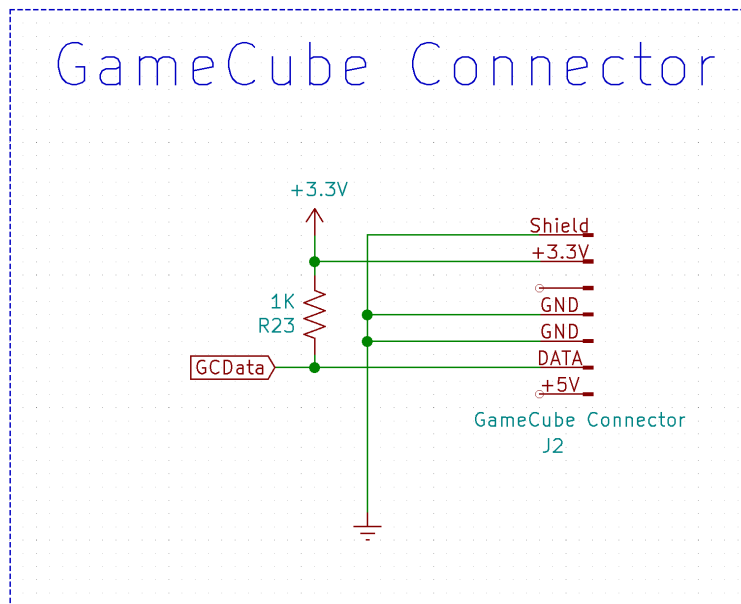 GameCube Connector
+3.3V
Shield
+3.3V
1K
GND
R23
GND
GCData
DATA
+5V
GameCube Connector
J2